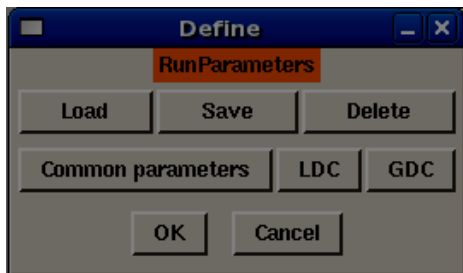 Define
RunParameters
Load Save Delete
Common parameters LDC GDC
OK Cancel